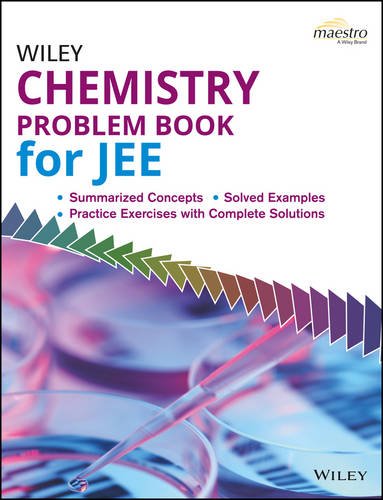 maestro
A Wiley Brand
WILEY
CHEMISTRY
PROBLEM BOOK
for JEE
• Summarized Concepts • Solved Examples
• Practice Exercises with Complete Solutions
WILEY